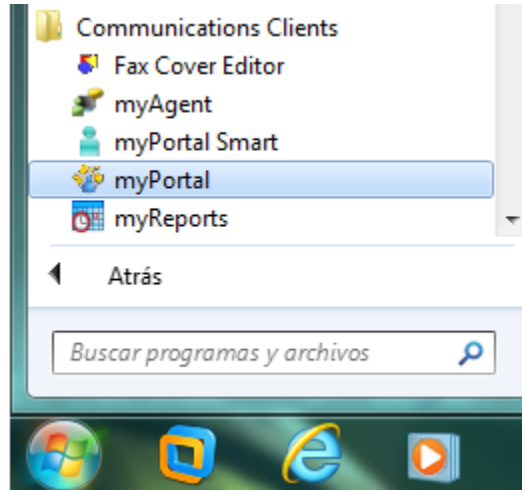 Communications Clients
Fax Cover Editor
myAgent
myPortal Smart
myPortal
myReports
Atrás
Buscar programas y archivos